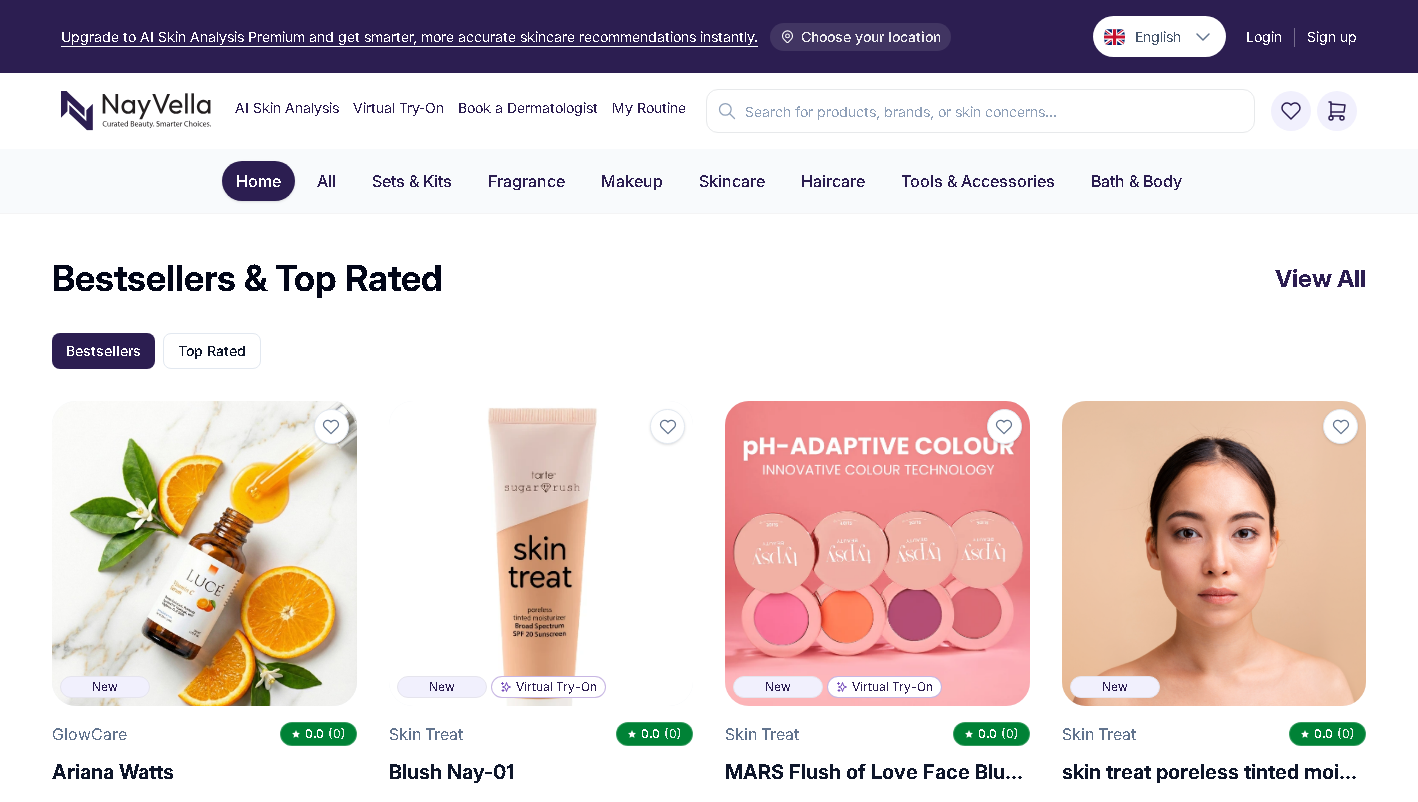 Upgrade to AI Skin Analysis Premium and get smarter, more accurate skincare recommendations instantly.
Choose your location
English
Login
Sign up
NayVella
Curated Beauty. Smarter Choices.
AI Skin Analysis
Virtual Try-On
Book a Dermatologist
My Routine
Search for products, brands, or skin concerns...
Home
All
Sets & Kits
Fragrance
Makeup
Skincare
Haircare
Tools & Accessories
Bath & Body
Bestsellers & Top Rated
View All
Bestsellers
Top Rated
LUCÉ
Vitamin C
Serum
New
tarte
sugar rush
skin
treat
poreless
tinted moisturizer
Broad Spectrum
SPF 20 Sunscreen
New
Virtual Try-On
pH-ADAPTIVE COLOUR
INNOVATIVE COLOUR TECHNOLOGY
New
Virtual Try-On
New
GlowCare
0.0 (0)
Skin Treat
0.0 (0)
Skin Treat
0.0 (0)
Skin Treat
0.0 (0)
Ariana Watts
Blush Nay-01
MARS Flush of Love Face Blu...
skin treat poreless tinted moi...